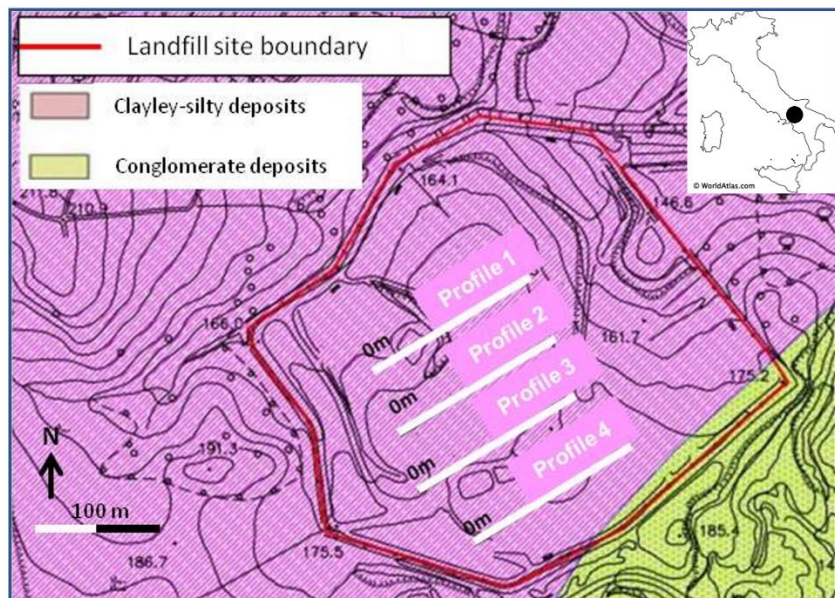 Landfill site boundary
Clayley-silty deposits
Conglomerate deposits
© WorldAtlas.com
164.1
146.6
210.3
166.0
161.7
175.2
191.3
175.5
185.4
186.7
Profile 1
0m
Profile 2
0m
Profile 3
0m
Profile 4
0m
N
100 m